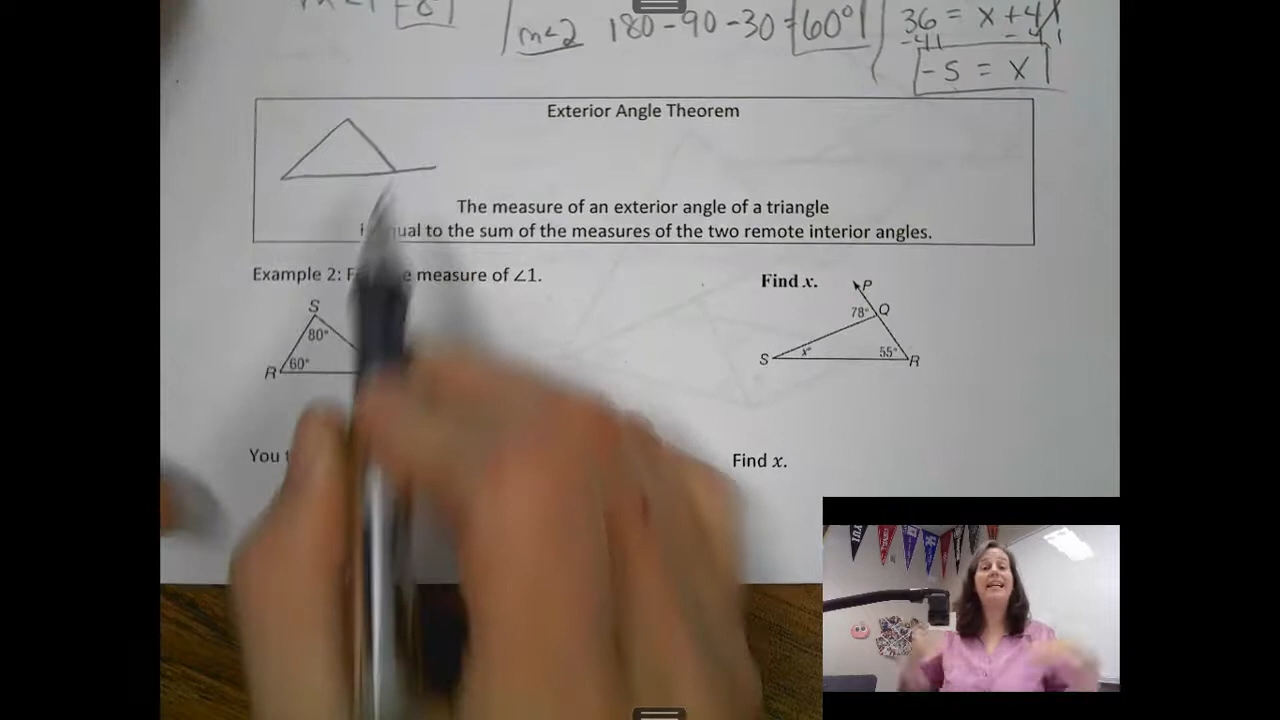 180-90-30=60°
m<2
36 = x+41
-41 -41
-5 = x
Exterior Angle Theorem
The measure of an exterior angle of a triangle
equal to the sum of the measures of the two remote interior angles.
Example 2: measure of ∠1.
Find x.
P
S
78°
Q
80°
S
x°
55°
R
R
60°
You
Find x.